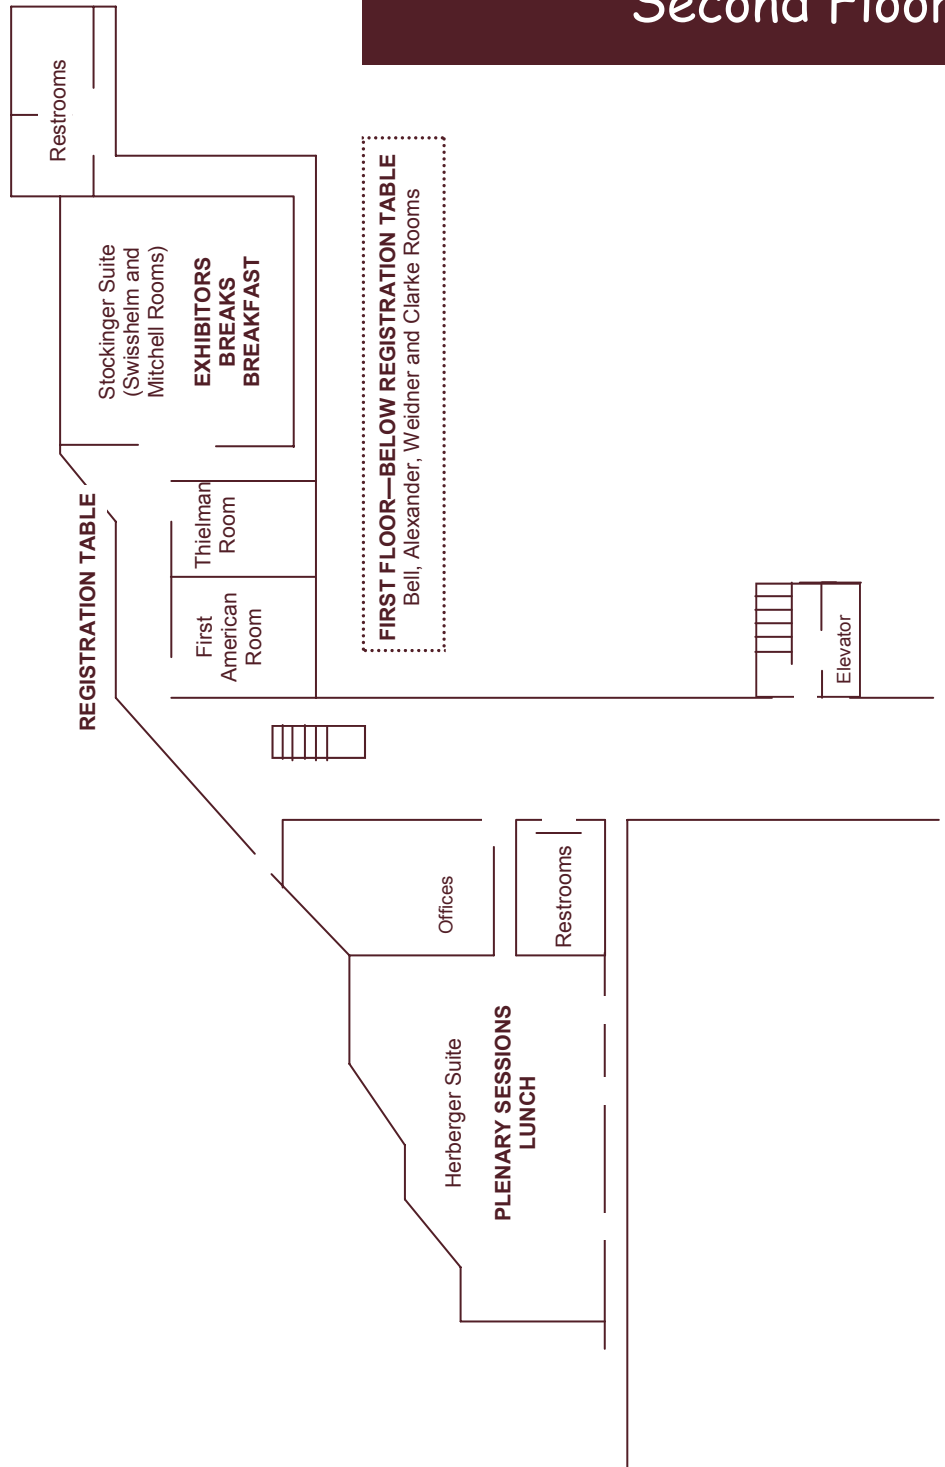 Second Floor
Restrooms
Stockinger Suite
(Swisshelm and
Mitchell Rooms)
EXHIBITORS
BREAKS
BREAKFAST
REGISTRATION TABLE
Thielman
Room
First
American
Room
FIRST FLOOR—BELOW REGISTRATION TABLE
Bell, Alexander, Weidner and Clarke Rooms
Elevator
Offices
Restrooms
Herberger Suite
PLENARY SESSIONS
LUNCH